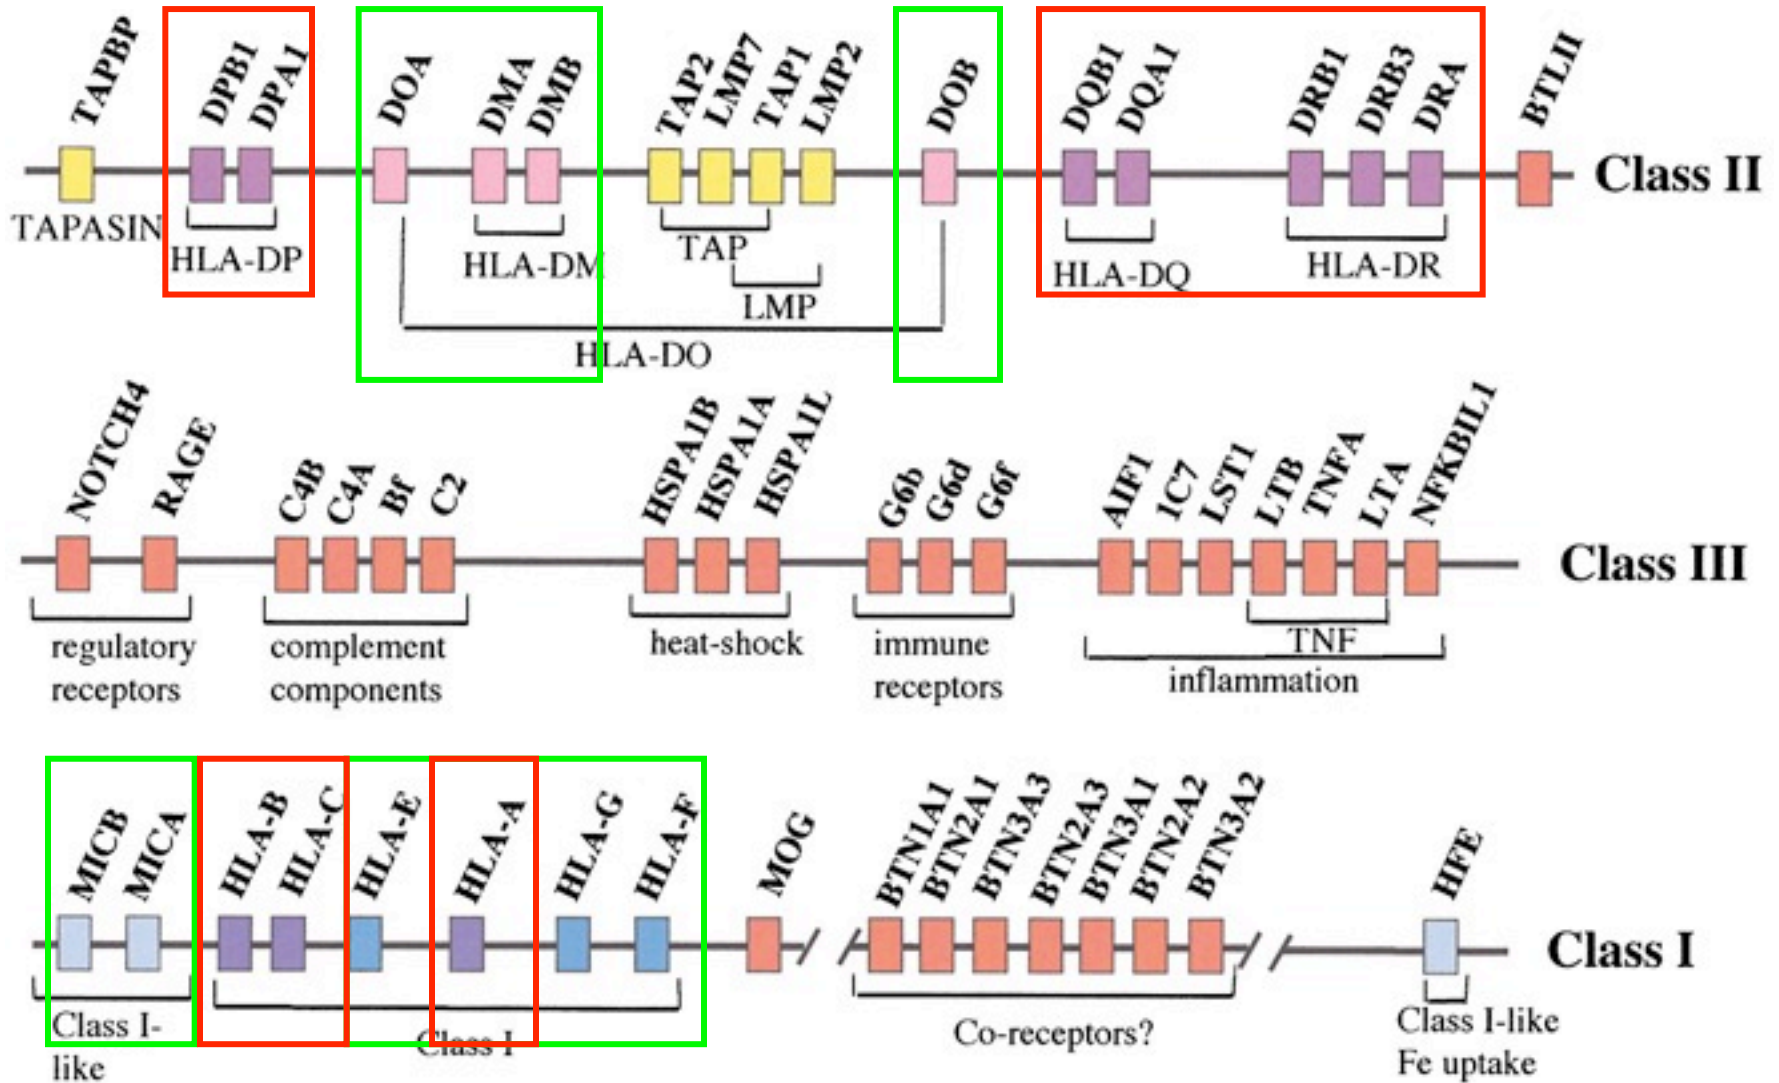 TAPBP DPB1 DPA1 DOA DMA DMB TAP2 LMP7 TAP1 LMP2 DOB DQB1 DQA1 DRB1 DRB3 DRA BTLII
Class II
TAPASIN HLA-DP HLA-DM TAP HLA-DQ HLA-DR
LMP
HLA-DO
NOTCH4 RAGE C4B C4A Bf C2 HSPA1B HSPA1A HSPA1L G6b G6d G6f AIF1 1C7 LST1 LTB TNFA LTA NFKBIL1
Class III
regulatory receptors
complement components
heat-shock
immune receptors
TNF
inflammation
MICB MICA HLA-B HLA-C HLA-E HLA-A HLA-G HLA-F MOG BTN1A1 BTN2A1 BTN3A3 BTN2A3 BTN3A1 BTN2A2 BTN3A2 HFE
Class I
Class I-
like
Class I
Co-receptors?
Class I-like
Fe uptake